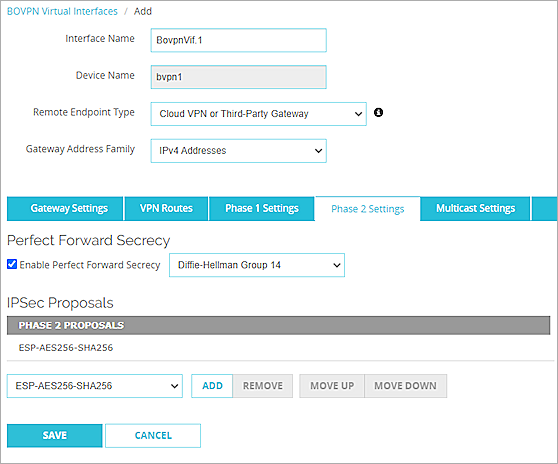 BOVPN Virtual Interfaces / Add
Interface Name BovpnVif.1
Device Name bvpn1
Remote Endpoint Type Cloud VPN or Third-Party Gateway
Gateway Address Family IPv4 Addresses
Gateway Settings VPN Routes Phase 1 Settings Phase 2 Settings Multicast Settings
Perfect Forward Secrecy
Enable Perfect Forward Secrecy Diffie-Hellman Group 14
IPSec Proposals
PHASE 2 PROPOSALS
ESP-AES256-SHA256
ESP-AES256-SHA256 ADD REMOVE MOVE UP MOVE DOWN
SAVE CANCEL